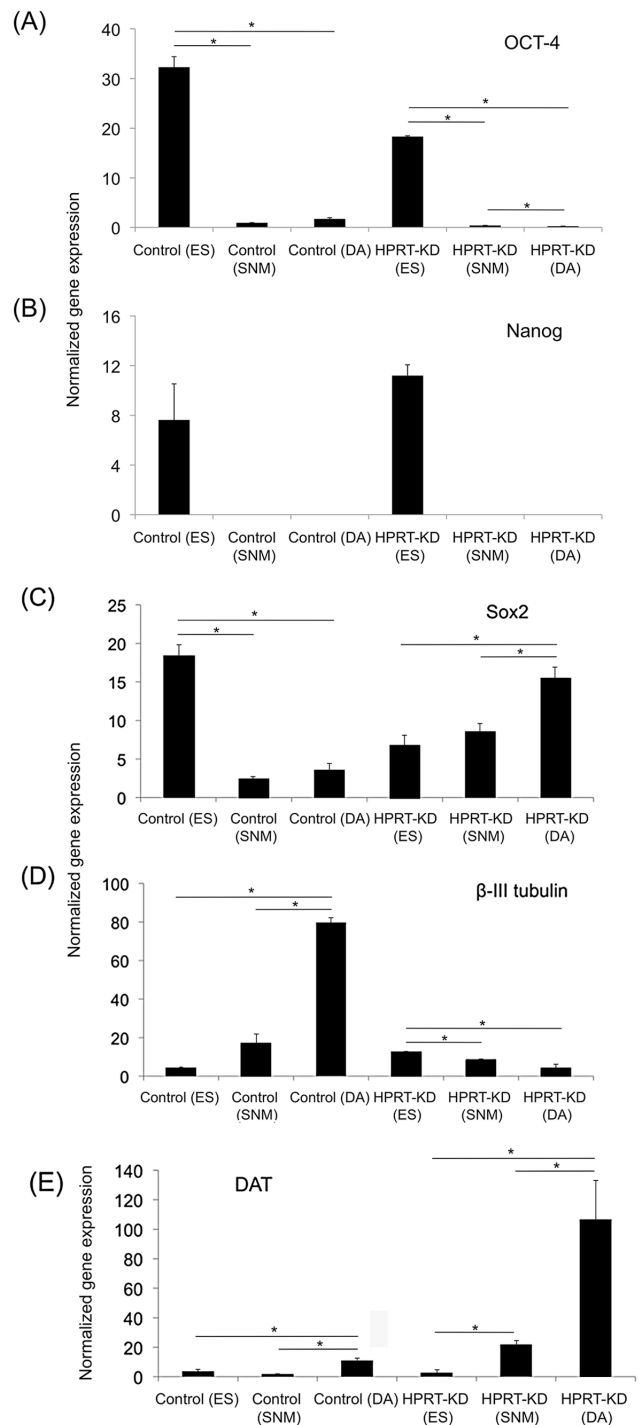 (A)
OCT-4
40
30
20
10
0
* * * * *
Control (ES) Control (SNM) Control (DA) HPRT-KD (ES) HPRT-KD (SNM) HPRT-KD (DA)
Normalized gene expression
(B)
Nanog
16
12
8
4
0
Control (ES) Control (SNM) Control (DA) HPRT-KD (ES) HPRT-KD (SNM) HPRT-KD (DA)
(C)
Sox2
25
20
15
10
5
0
* * * *
Control (ES) Control (SNM) Control (DA) HPRT-KD (ES) HPRT-KD (SNM) HPRT-KD (DA)
Normalized gene expression
(D)
β-III tubulin
100
80
60
40
20
0
* * * *
Control (ES) Control (SNM) Control (DA) HPRT-KD (ES) HPRT-KD (SNM) HPRT-KD (DA)
(E)
DAT
Normalized gene expression
140
120
100
80
60
40
20
0
* * * * *
Control (ES) Control (SNM) Control (DA) HPRT-KD (ES) HPRT-KD (SNM) HPRT-KD (DA)